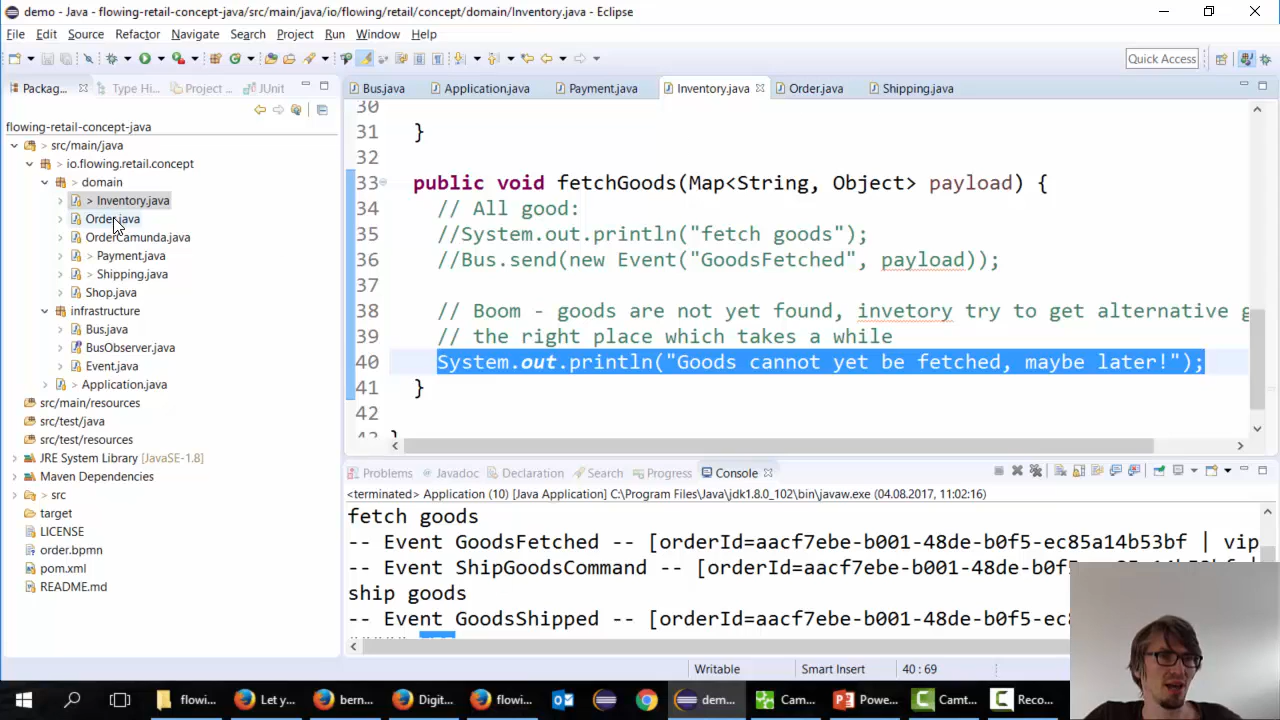 demo - Java - flowing-retail-concept-java/src/main/java/io/flowing/retail/concept/domain/Inventory.java - Eclipse
File Edit Source Refactor Navigate Search Project Run Window Help
Quick Access
Packag... Type Hi... Project ... JUnit
Bus.java Application.java Payment.java Inventory.java Order.java Shipping.java
flowing-retail-concept-java
src/main/java
> io.flowing.retail.concept
> domain
> Inventory.java
Order.java
OrderCamunda.java
> Payment.java
> Shipping.java
Shop.java
infrastructure
Bus.java
BusObserver.java
Event.java
> Application.java
src/main/resources
src/test/java
src/test/resources
JRE System Library [JavaSE-1.8]
Maven Dependencies
> src
target
LICENSE
order.bpmn
pom.xml
README.md
30
31 }
32
33 public void fetchGoods(Map<String, Object> payload) {
34 // All good:
35 //System.out.println("fetch goods");
36 //Bus.send(new Event("GoodsFetched", payload));
37
38 // Boom - goods are not yet found, invetory try to get alternative g
39 // the right place which takes a while
40 System.out.println("Goods cannot yet be fetched, maybe later!");
41 }
42
Problems Javadoc Declaration Search Progress Console
<terminated> Application (10) [Java Application] C:\Program Files\Java\jdk1.8.0_102\bin\javaw.exe (04.08.2017, 11:02:16)
fetch goods
-- Event GoodsFetched -- [orderId=aacf7ebe-b001-48de-b0f5-ec85a14b53bf | vip
-- Event ShipGoodsCommand -- [orderId=aacf7ebe-b001-48de-b0f5-
ship goods
-- Event GoodsShipped -- [orderId=aacf7ebe-b001-48de-b0f5-ec8
Writable Smart Insert 40 : 69
flowi... Let y... bern... Digit... flowi... dem... Cam... Powe... Camt... Reco...